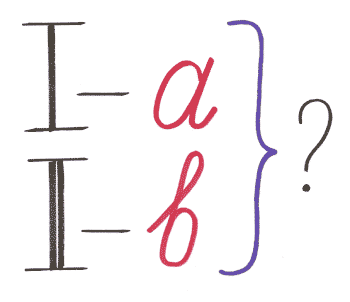 I – a
II – b } ?